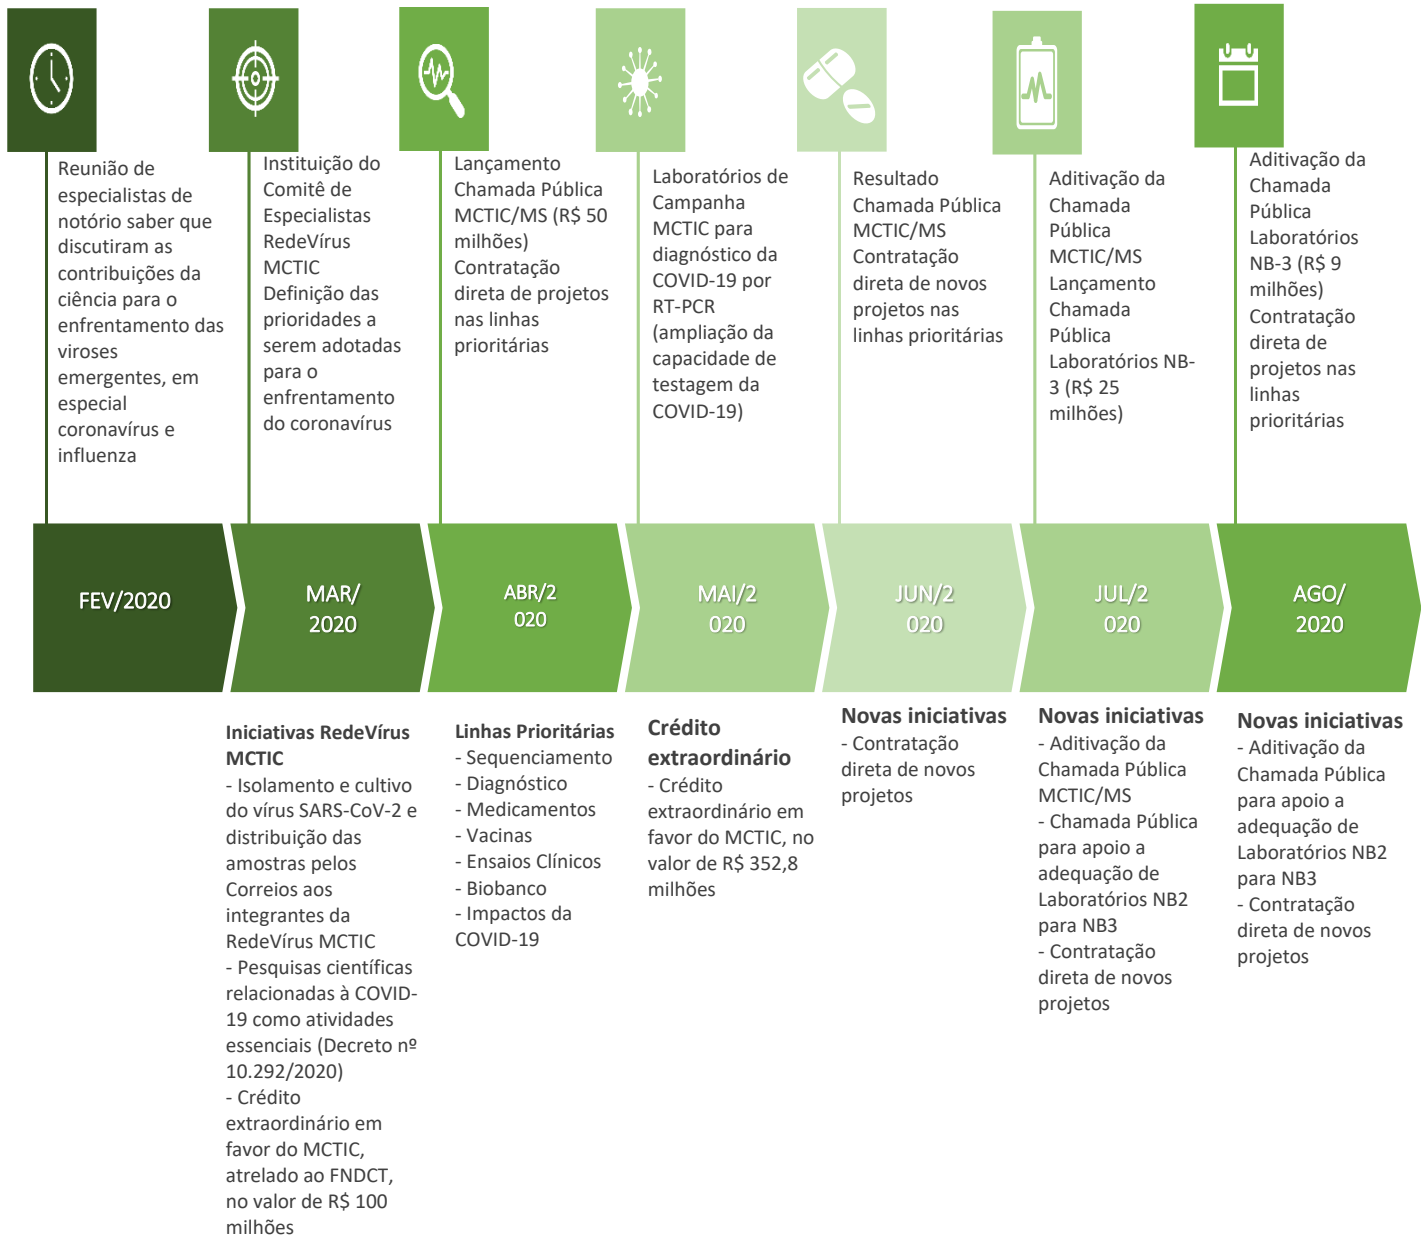 Reunião de
especialistas de
notório saber que
discutiram as
contribuições da
ciência para o
enfrentamento das
viroses
emergentes, em
especial
coronavírus e
influenza
Instituição do
Comitê de
Especialistas
RedeVírus
MCTIC
Definição das
prioridades a
serem adotadas
para o
enfrentamento
do coronavírus
Lançamento
Chamada Pública
MCTIC/MS (R$ 50
milhões)
Contratação
direta de projetos
nas linhas
prioritárias
Laboratórios de
Campanha
MCTIC para
diagnóstico da
COVID-19 por
RT-PCR
(ampliação da
capacidade de
testagem da
COVID-19)
Resultado
Chamada Pública
MCTIC/MS
Contratação
direta de novos
projetos nas
linhas prioritárias
Aditivação da
Chamada
Pública
MCTIC/MS
Lançamento
Chamada
Pública
Laboratórios NB-
3 (R$ 25
milhões)
Aditivação da
Chamada
Pública
Laboratórios
NB-3 (R$ 9
milhões)
Contratação
direta de
projetos nas
linhas
prioritárias
FEV/2020
MAR/
2020
ABR/2
020
MAI/2
020
JUN/2
020
JUL/2
020
AGO/
2020
Iniciativas RedeVírus
MCTIC
- Isolamento e cultivo
do vírus SARS-CoV-2 e
distribuição das
amostras pelos
Correios aos
integrantes da
RedeVírus MCTIC
- Pesquisas científicas
relacionadas à COVID-
19 como atividades
essenciais (Decreto nº
10.292/2020)
- Crédito
extraordinário em
favor do MCTIC,
atrelado ao FNDCT,
no valor de R$ 100
milhões
Linhas Prioritárias
- Sequenciamento
- Diagnóstico
- Medicamentos
- Vacinas
- Ensaios Clínicos
- Biobanco
- Impactos da
COVID-19
Crédito
extraordinário
- Crédito
extraordinário em
favor do MCTIC, no
valor de R$ 352,8
milhões
Novas iniciativas
- Contratação
direta de novos
projetos
Novas iniciativas
- Aditivação da
Chamada Pública
MCTIC/MS
- Chamada Pública
para apoio a
adequação de
Laboratórios NB2
para NB3
- Contratação
direta de novos
projetos
Novas iniciativas
- Aditivação da
Chamada Pública
para apoio a
adequação de
Laboratórios NB2
para NB3
- Contratação
direta de novos
projetos